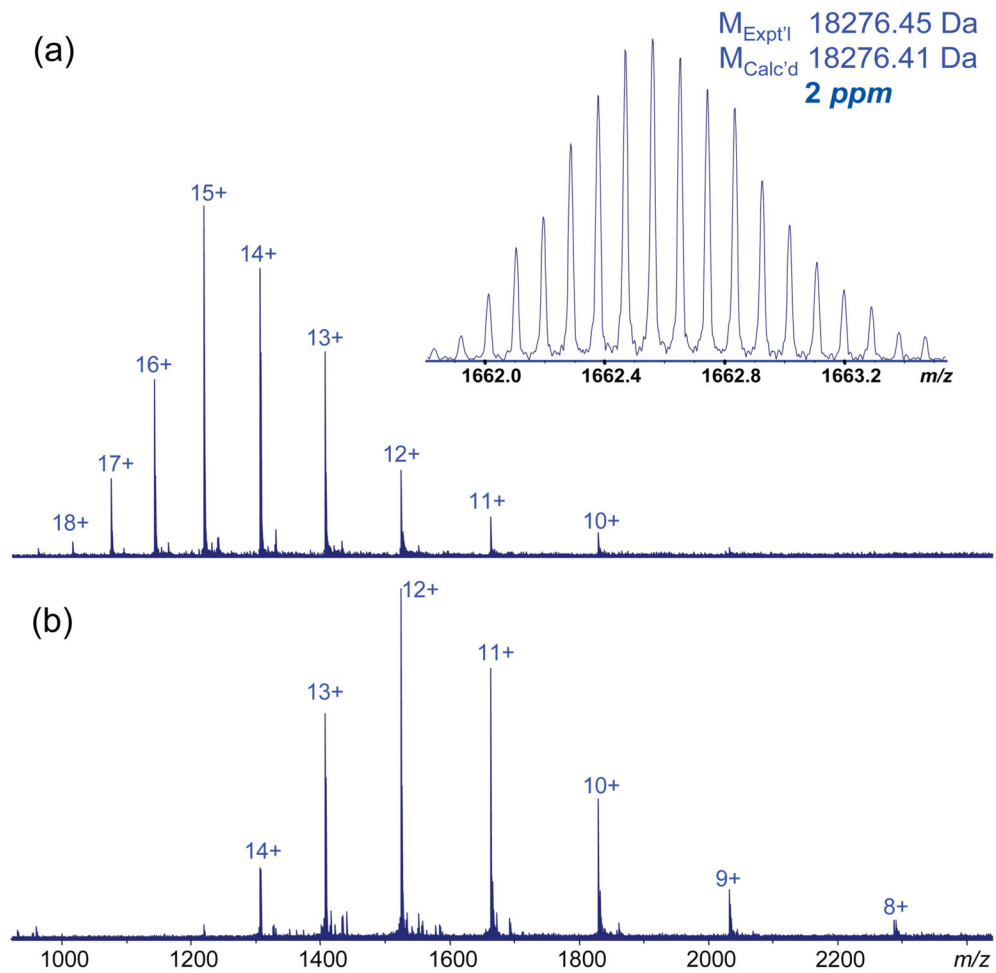 (a)
M_Expt'l 18276.45 Da
M_Calc'd 18276.41 Da
2 ppm
15+
14+
13+
16+
17+
12+
18+
11+
10+
1662.0 1662.4 1662.8 1663.2 m/z
(b)
12+
11+
13+
10+
14+
9+
8+
1000 1200 1400 1600 1800 2000 2200 m/z